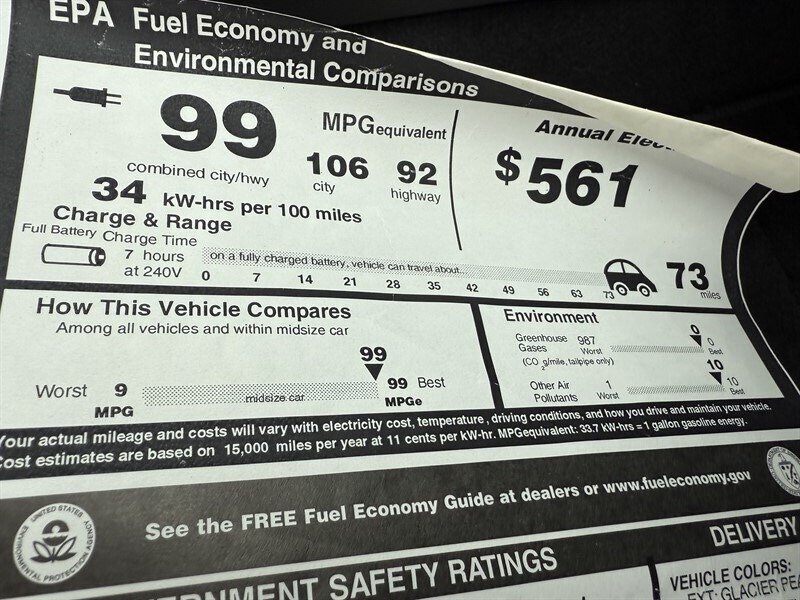 EPA Fuel Economy and
Environmental Comparisons
99
combined city/hwy
MPGequivalent
106
city
92
highway
34 kW-hrs per 100 miles
Annual
$561
Charge & Range
Full Battery Charge Time
7 hours
at 240V
on a fully charged battery, vehicle can travel about...
0 7 14 21 28 35 42 49 56 63 73
73
miles
How This Vehicle Compares
Among all vehicles and within midsize car
99
Worst 9
MPG
midsize car
99 Best
MPGe
Environment
Greenhouse
Gases
(CO2g/mile, tailpipe only)
987
Worst
0
0
Best
Other Air
Pollutants
1
Worst
10
10
Best
Your actual mileage and costs will vary with electricity cost, temperature, driving conditions, and how you drive and maintain your vehicle.
Cost estimates are based on 15,000 miles per year at 11 cents per kW-hr. MPGequivalent: 33.7 kW-hrs = 1 gallon gasoline energy.
UNITED STATES
ENVIRONMENTAL PROTECTION AGENCY
See the FREE Fuel Economy Guide at dealers or www.fueleconomy.gov
SAFETY RATINGS
DELIVERY
VEHICLE COLORS:
EXT: GLACIER